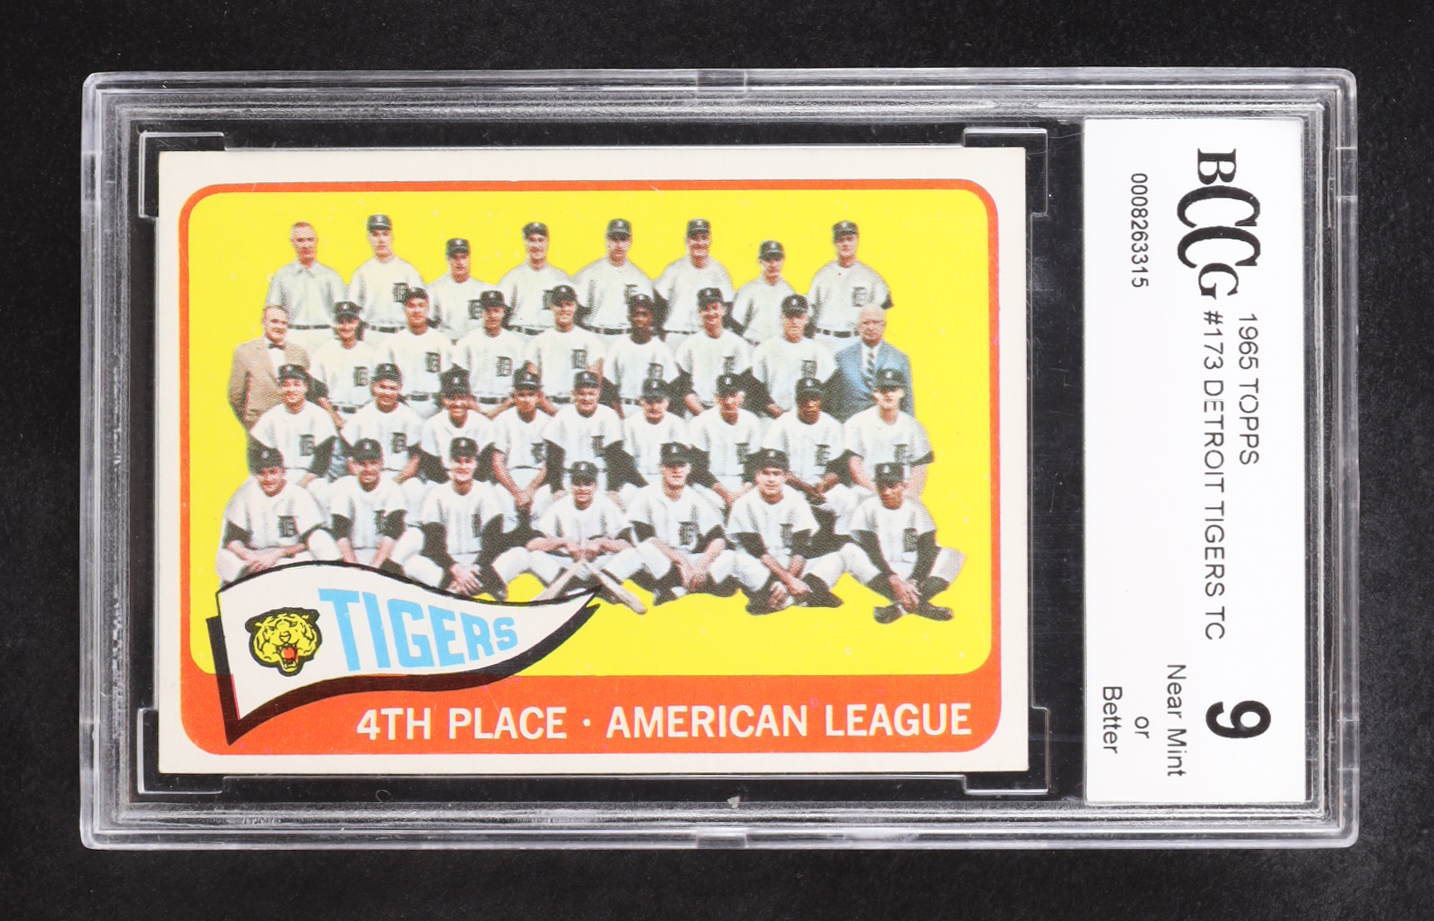 TIGERS
4TH PLACE · AMERICAN LEAGUE
BCCG
1965 TOPPS
#173 DETROIT TIGERS TC
0008263315
9
Near Mint
or
Better